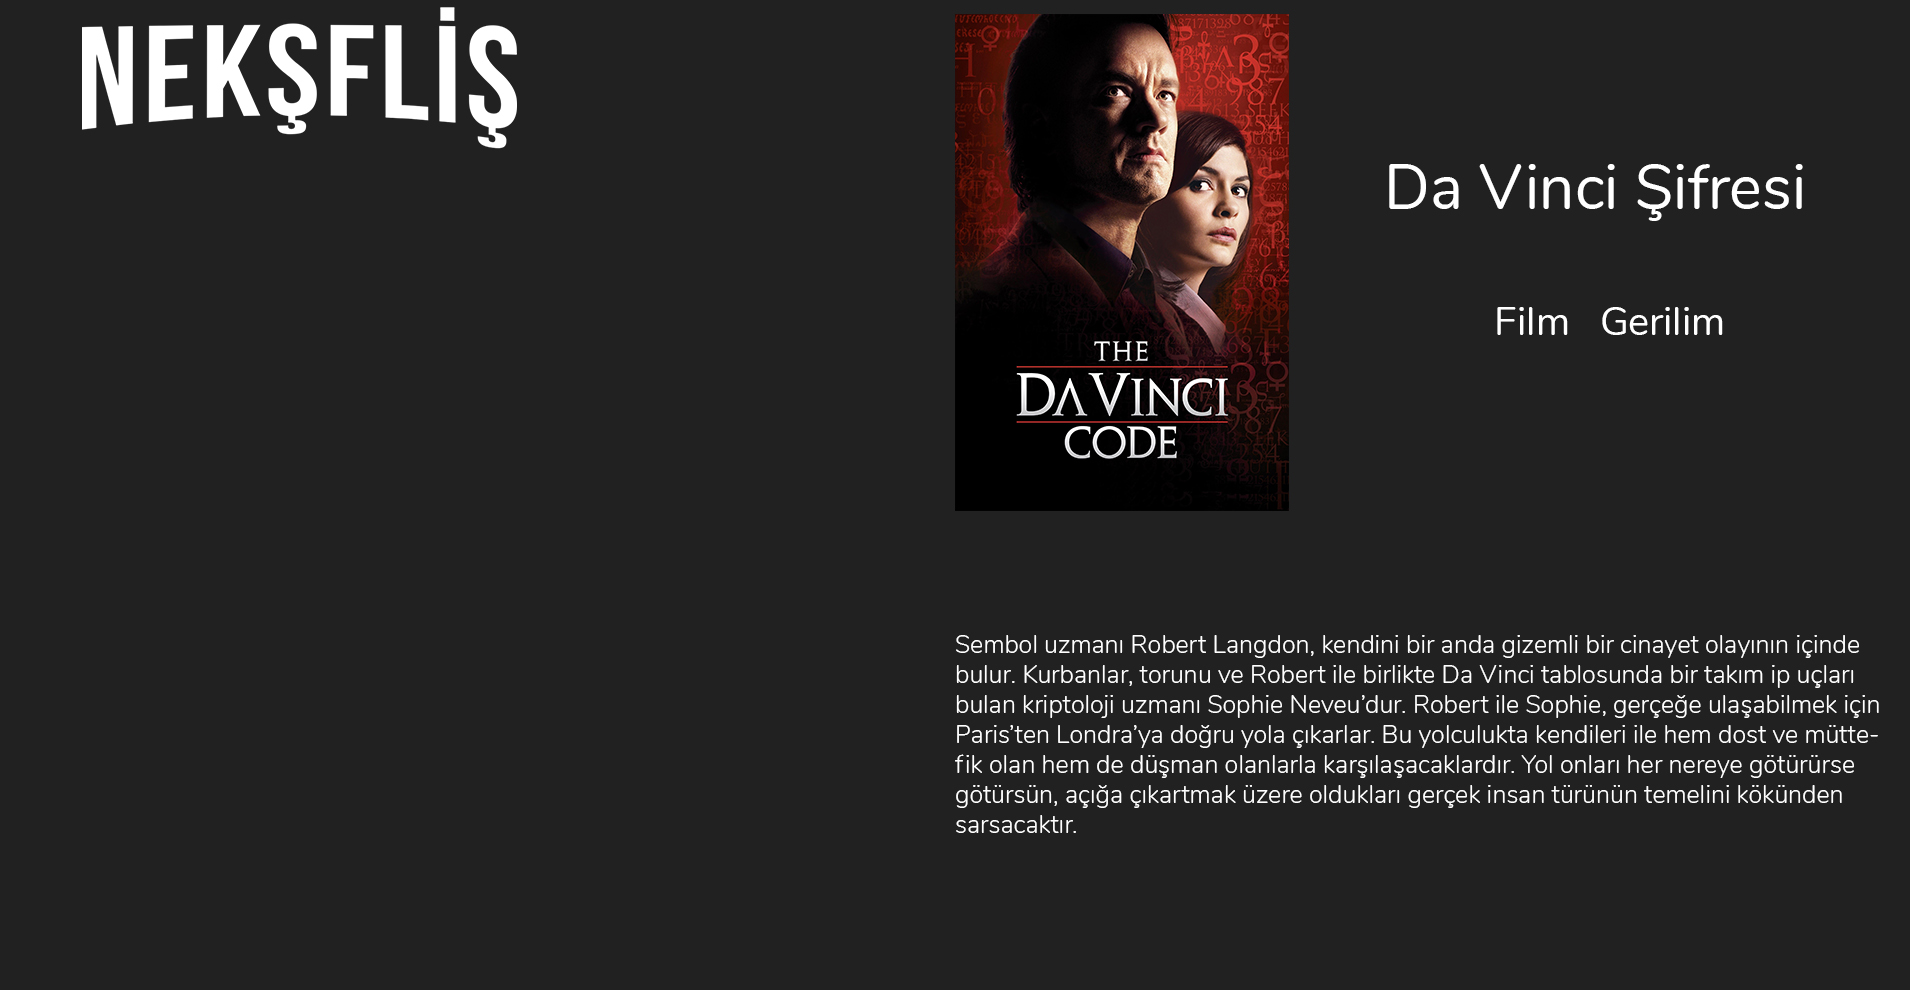 NEKŞFLİŞ
THE
DA VINCI
CODE
Da Vinci Şifresi
Film Gerilim
Sembol uzmanı Robert Langdon, kendini bir anda gizemli bir cinayet olayının içinde
bulur. Kurbanlar, torunu ve Robert ile birlikte Da Vinci tablosunda bir takım ip uçları
bulan kriptoloji uzmanı Sophie Neveu’dur. Robert ile Sophie, gerçeğe ulaşabilmek için
Paris’ten Londra’ya doğru yola çıkarlar. Bu yolculukta kendileri ile hem dost ve mütte-
fik olan hem de düşman olanlarla karşılaşacaklardır. Yol onları her nereye götürürse
götürsün, açığa çıkartmak üzere oldukları gerçek insan türünün temelini kökünden
sarsacaktır.